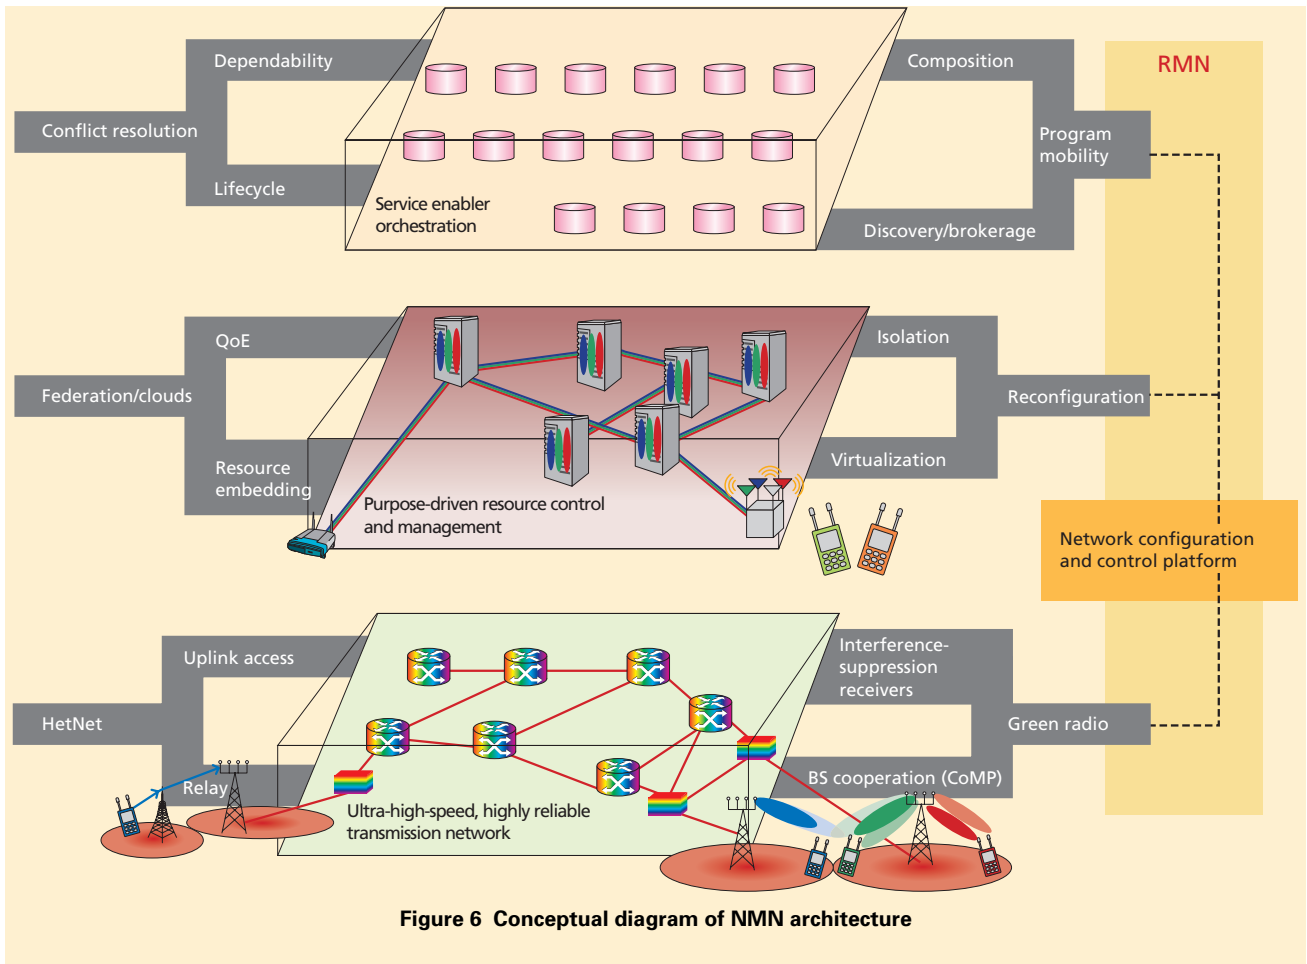 Dependability
Composition
RMN
Conflict resolution
Program
mobility
Lifecycle
Service enabler
orchestration
Discovery/brokerage
QoE
Isolation
Federation/clouds
Reconfiguration
Resource
embedding
Virtualization
Purpose-driven resource control
and management
Network configuration
and control platform
Uplink access
Interference-
suppression
receivers
HetNet
Green radio
Relay
BS cooperation (CoMP)
Ultra-high-speed, highly reliable
transmission network
Figure 6 Conceptual diagram of NMN architecture